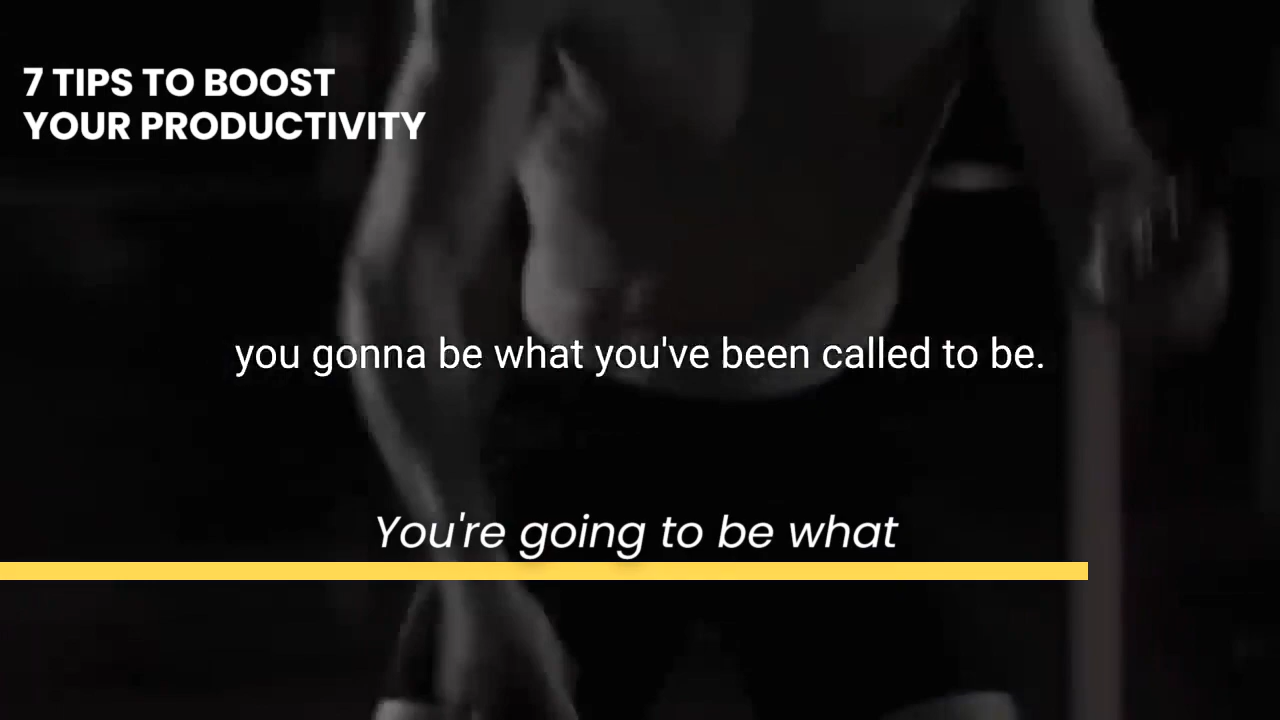 7 TIPS TO BOOST
YOUR PRODUCTIVITY
you gonna be what you've been called to be.
You're going to be what